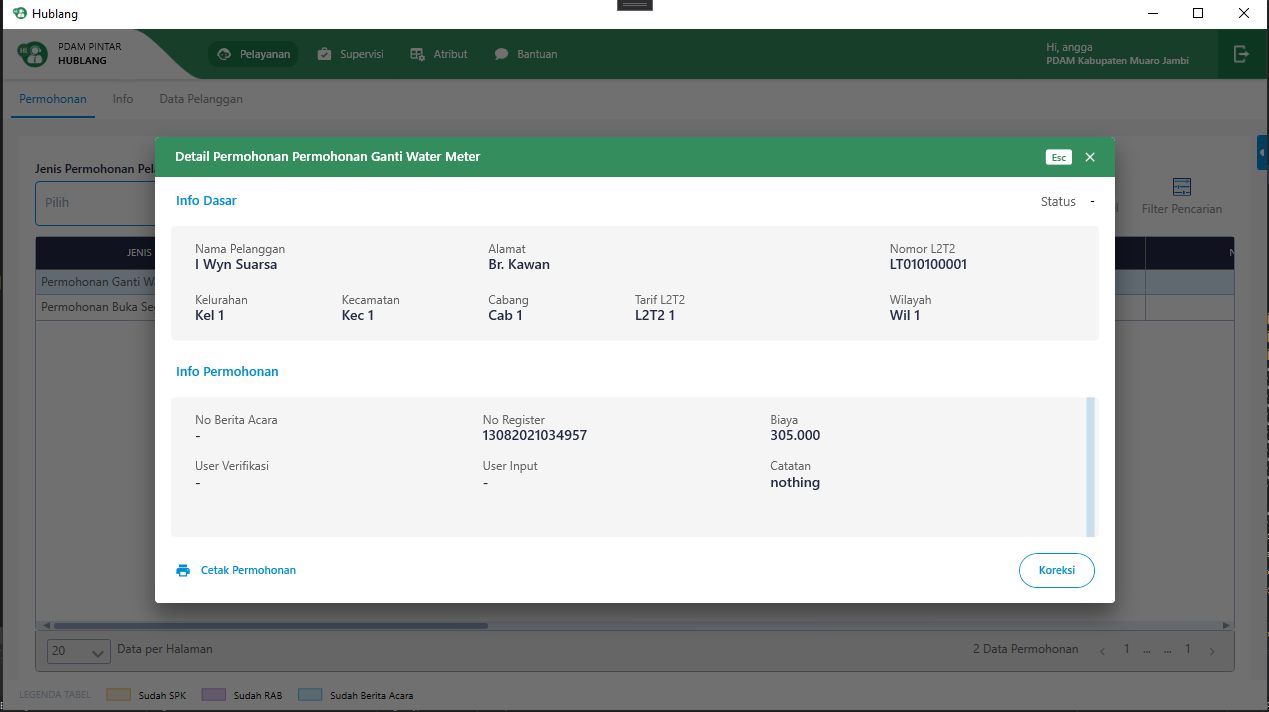 Hublang
PDAM PINTAR
HUBLANG
Pelayanan
Supervisi
Atribut
Bantuan
Hi, angga
PDAM Kabupaten Muaro Jambi
Permohonan
Info
Data Pelanggan
Jenis Permohonan
Pilih
Filter Pencarian
JENIS
Permohonan Ganti
Permohonan Buka
Detail Permohonan Permohonan Ganti Water Meter
Esc
Info Dasar
Status -
Nama Pelanggan
I Wyn Suarsa
Alamat
Br. Kawan
Nomor L2T2
LT010100001
Kelurahan
Kel 1
Kecamatan
Kec 1
Cabang
Cab 1
Tarif L2T2
L2T2 1
Wilayah
Wil 1
Info Permohonan
No Berita Acara
-
No Register
13082021034957
Biaya
305.000
User Verifikasi
-
User Input
-
Catatan
nothing
Cetak Permohonan
Koreksi
20
Data per Halaman
2 Data Permohonan
1 ... ... 1
LEGENDA TABEL
Sudah SPK
Sudah RAB
Sudah Berita Acara